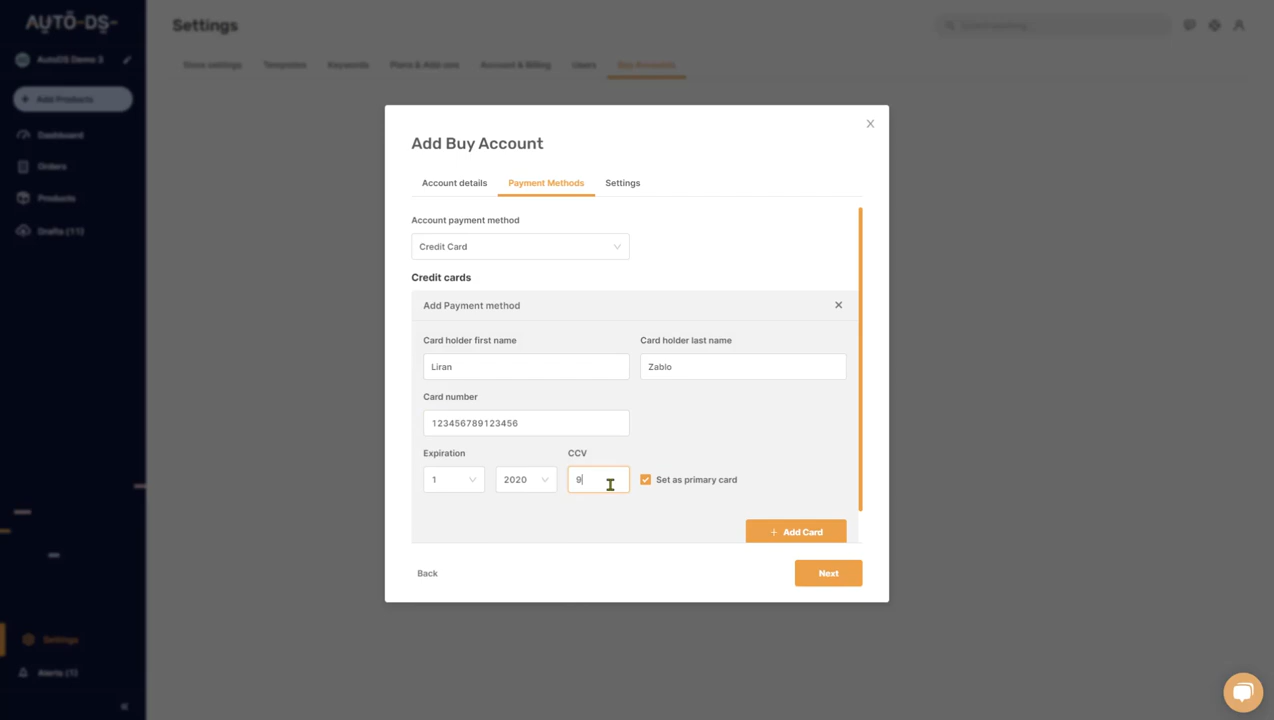 AUTO-DS-
Settings
AutoDS Demo 3
Store settings
Templates
Keywords
Plans & Add-ons
Account & Billing
Users
Buy Accounts
+ Add Products
Dashboard
Orders
Products
Drafts (11)
Add Buy Account
Account details
Payment Methods
Settings
Account payment method
Credit Card
Credit cards
Add Payment method
Card holder first name
Card holder last name
Liran
Zablo
Card number
123456789123456
Expiration
CCV
1
2020
9
Set as primary card
+ Add Card
Back
Next
Settings
Alerts (1)